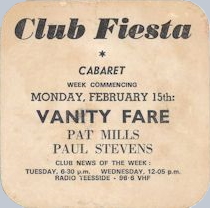 Club Fiesta
*
CABARET
WEEK COMMENCING
MONDAY, FEBRUARY 15th:
VANITY FARE
PAT MILLS
PAUL STEVENS
CLUB NEWS OF THE WEEK:
TUESDAY, 6-30 p.m. WEDNESDAY, 12-05 p.m.
RADIO TEESSIDE - 96·6 VHF